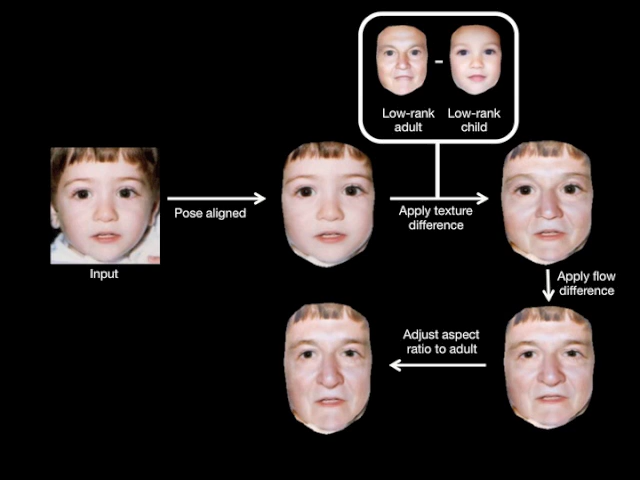 Low-rank
adult
Low-rank
child
Input
Pose aligned
Apply texture
difference
Apply flow
difference
Adjust aspect
ratio to adult